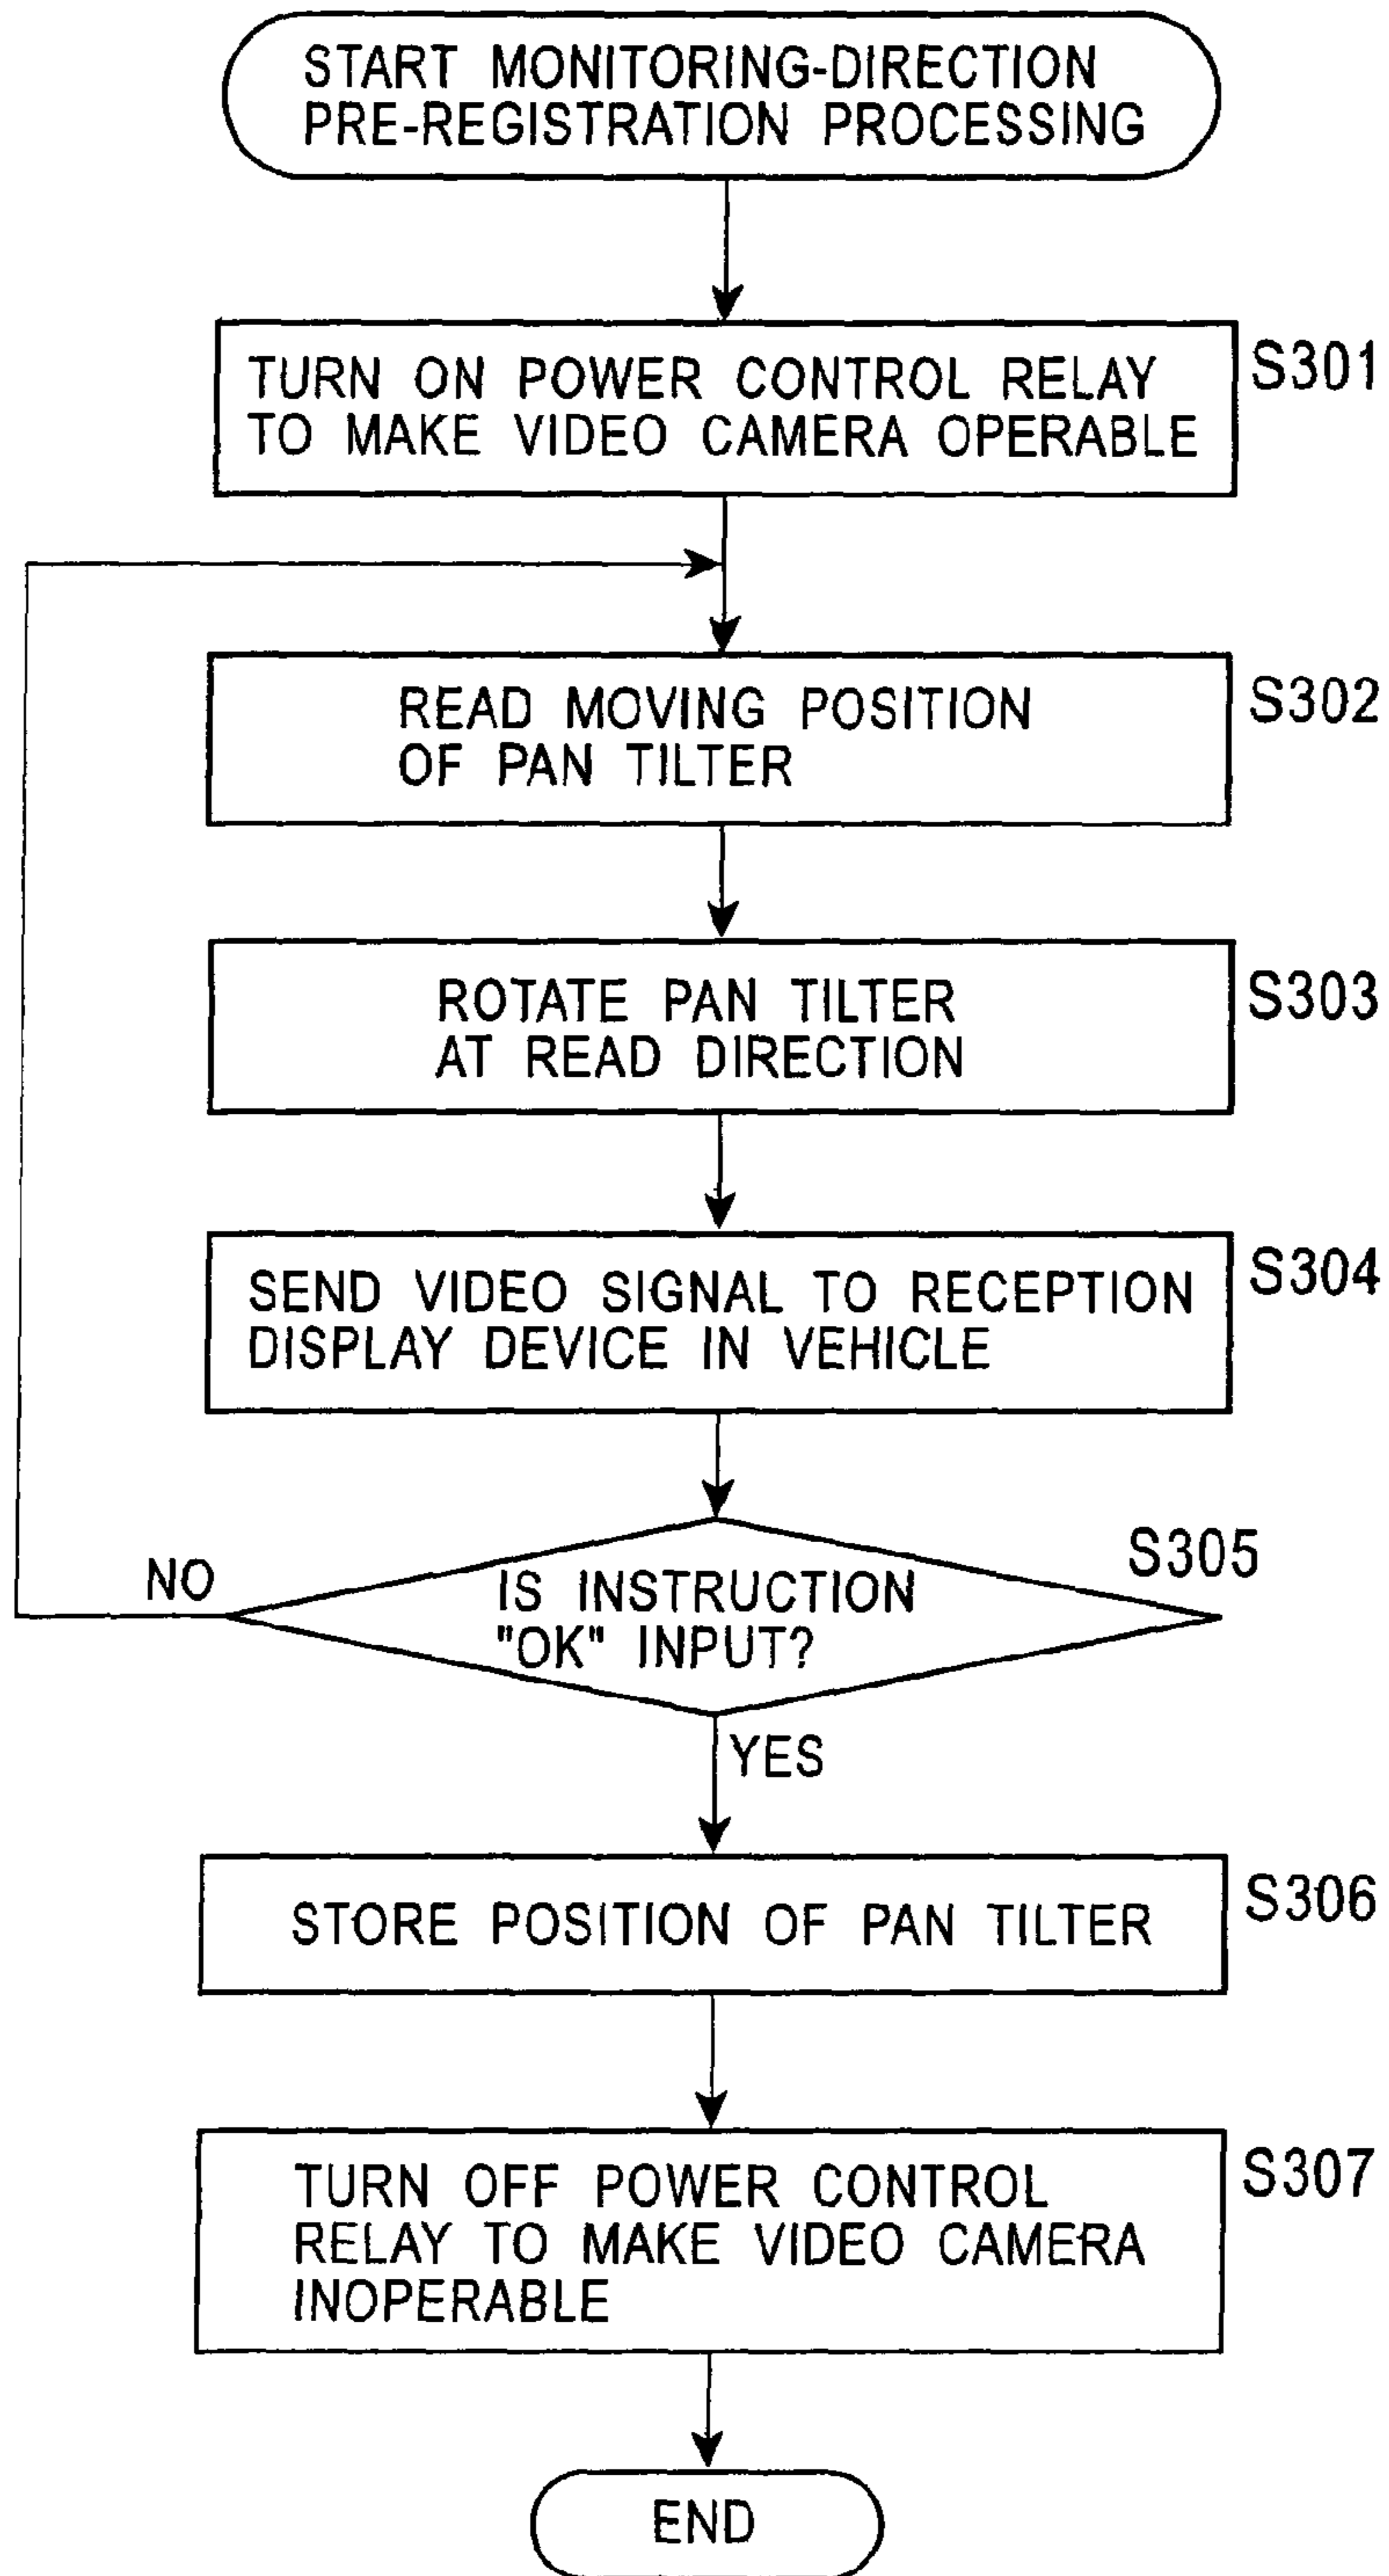 START MONITORING-DIRECTION
PRE-REGISTRATION PROCESSING
TURN ON POWER CONTROL RELAY
TO MAKE VIDEO CAMERA OPERABLE
S301
READ MOVING POSITION
OF PAN TILTER
S302
ROTATE PAN TILTER
AT READ DIRECTION
S303
SEND VIDEO SIGNAL TO RECEPTION
DISPLAY DEVICE IN VEHICLE
S304
IS INSTRUCTION
"OK" INPUT?
S305
NO
YES
STORE POSITION OF PAN TILTER
S306
TURN OFF POWER CONTROL
RELAY TO MAKE VIDEO CAMERA
INOPERABLE
S307
END